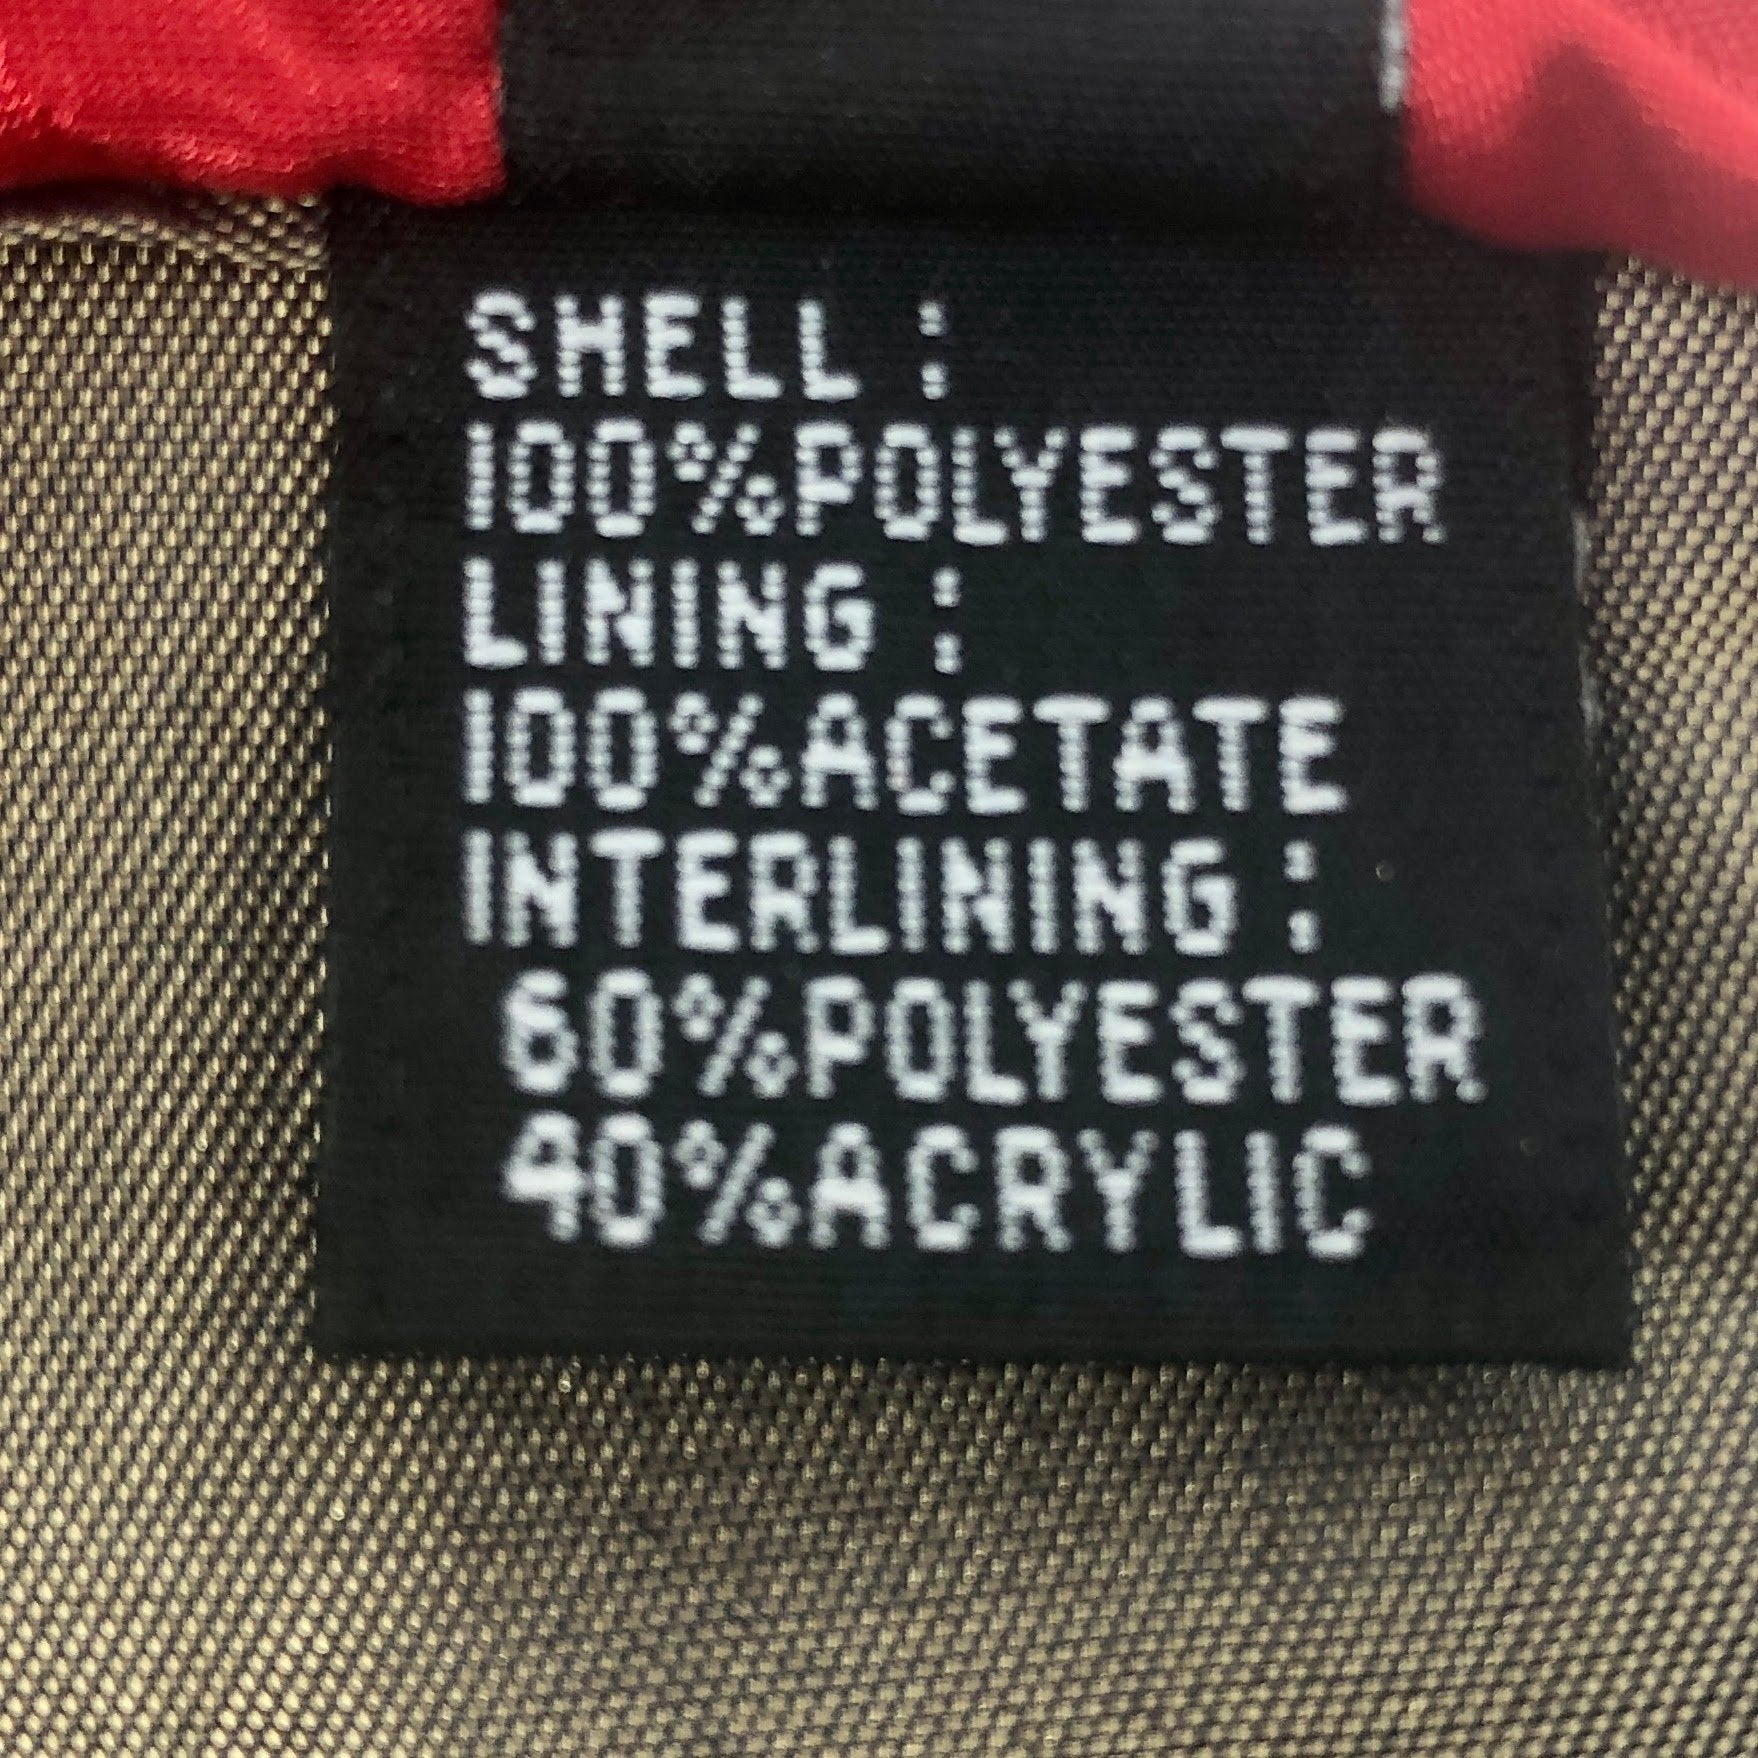 SHELL :
100%POLYESTER
LINING :
100%ACETATE
INTERLINING :
60%POLYESTER
40%ACRYLIC